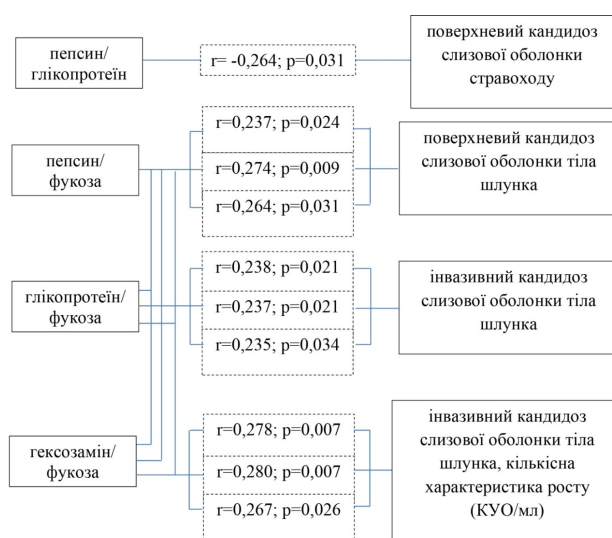 пепсин/
глікопротеїн
r= -0,264; p=0,031
поверхневий кандидоз
слизової оболонки
стравоходу
пепсин/
фукоза
r=0,237; p=0,024
r=0,274; p=0,009
r=0,264; p=0,031
поверхневий кандидоз
слизової оболонки тіла
шлунка
глікопротеїн/
фукоза
r=0,238; p=0,021
r=0,237; p=0,021
r=0,235; p=0,034
інвазивний кандидоз
слизової оболонки тіла
шлунка
гексозамін/
фукоза
r=0,278; p=0,007
r=0,280; p=0,007
r=0,267; p=0,026
інвазивний кандидоз
слизової оболонки тіла
шлунка, кількісна
характеристика росту
(КУО/мл)